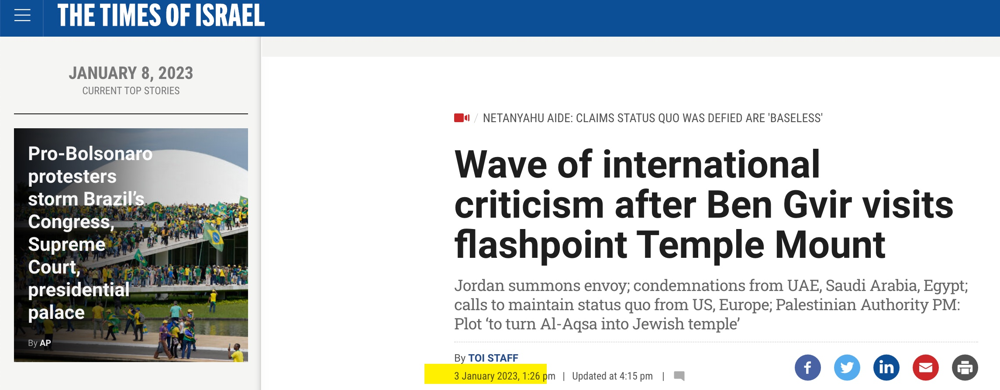 THE TIMES OF ISRAEL
JANUARY 8, 2023
CURRENT TOP STORIES
Pro-Bolsonaro
protesters
storm Brazil’s
Congress,
Supreme
Court,
presidential
palace
By AP
/ NETANYAHU AIDE: CLAIMS STATUS QUO WAS DEFIED ARE 'BASELESS'
Wave of international
criticism after Ben Gvir visits
flashpoint Temple Mount
Jordan summons envoy; condemnations from UAE, Saudi Arabia, Egypt;
calls to maintain status quo from US, Europe; Palestinian Authority PM:
Plot ‘to turn Al-Aqsa into Jewish temple’
By TOI STAFF
3 January 2023, 1:26 pm | Updated at 4:15 pm |